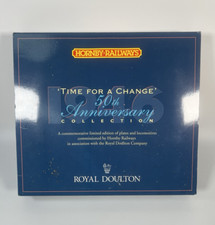 HORNBY RAILWAYS
'TIME FOR A CHANGE'
50th
Anniversary
COLLECTION
A commemorative limited edition of plates and locomotives
commissioned by Hornby Railways
in association with the Royal Doulton Company
ROYAL DOULTON